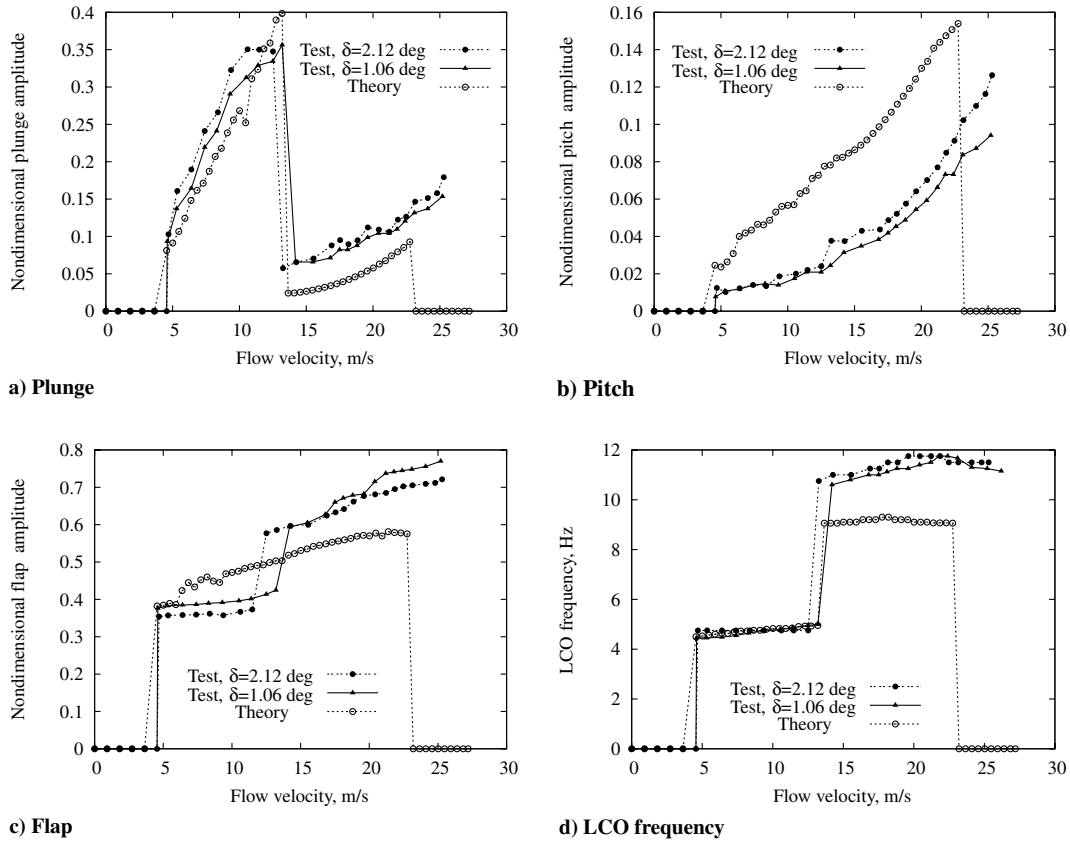 0.4
0.35
0.3
0.25
0.2
0.15
0.1
0.05
0
Nondimensional plunge amplitude
Test, δ=2.12 deg
Test, δ=1.06 deg
Theory
0 5 10 15 20 25 30
Flow velocity, m/s
a) Plunge
0.16
0.14
0.12
0.1
0.08
0.06
0.04
0.02
0
Nondimensional pitch amplitude
Test, δ=2.12 deg
Test, δ=1.06 deg
Theory
0 5 10 15 20 25 30
Flow velocity, m/s
b) Pitch
0.8
0.7
0.6
0.5
0.4
0.3
0.2
0.1
0
Nondimensional flap amplitude
Test, δ=2.12 deg
Test, δ=1.06 deg
Theory
0 5 10 15 20 25 30
Flow velocity, m/s
c) Flap
12
10
8
6
4
2
0
LCO frequency, Hz
Test, δ=2.12 deg
Test, δ=1.06 deg
Theory
0 5 10 15 20 25 30
Flow velocity, m/s
d) LCO frequency